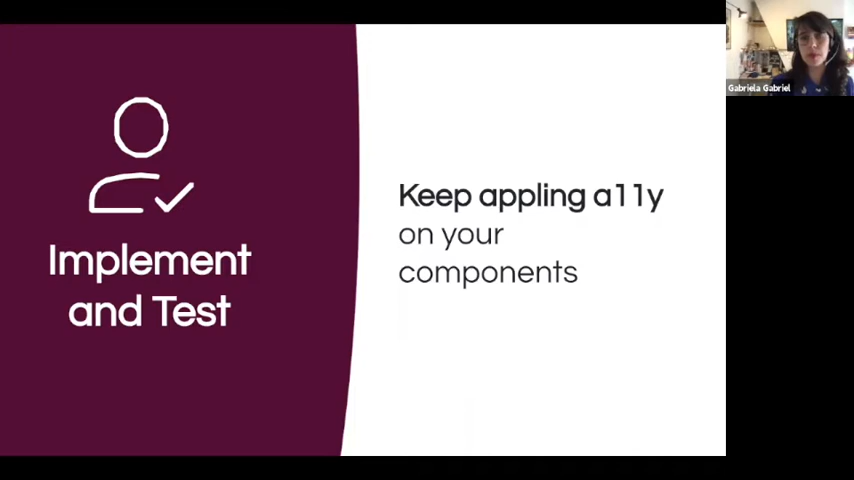 Implement
and Test
Keep appling a11y
on your
components
Gabriela Gabriel